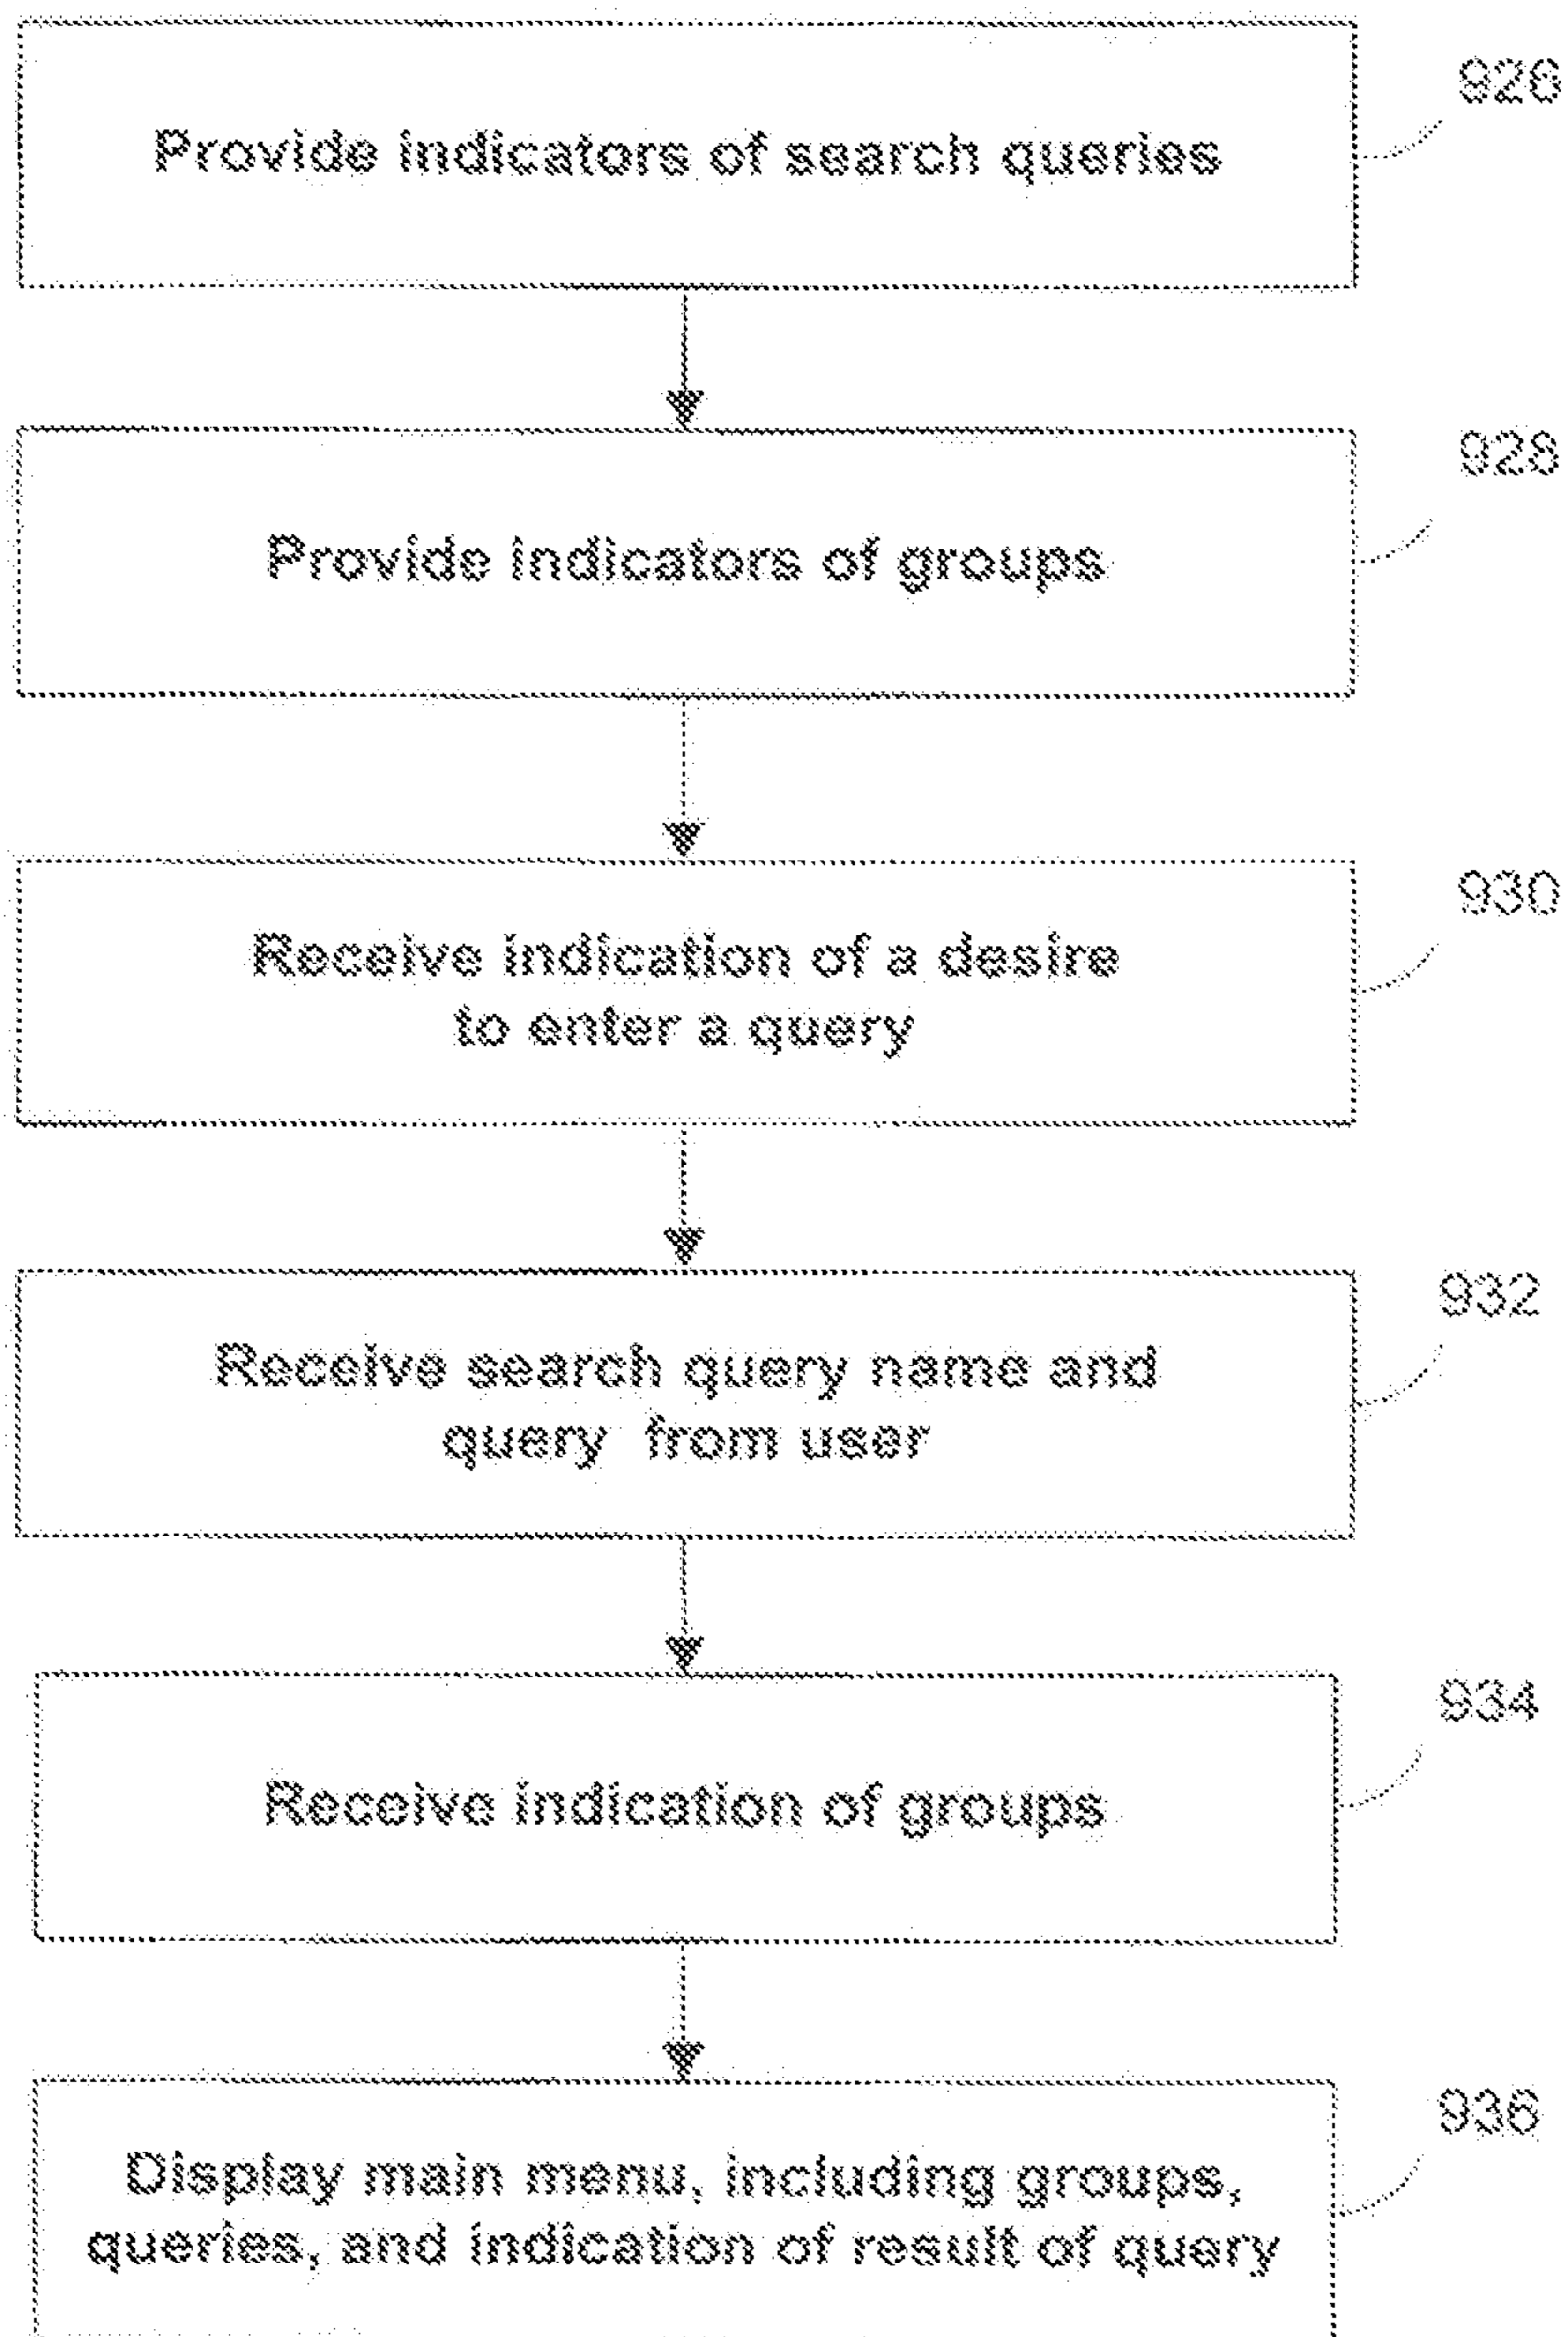 926
Provide indicators of search queries
928
Provide indicators of groups
930
Receive indication of a desire
to enter a query
932
Receive search query name and
query from user
934
Receive indication of groups
936
Display main menu, including groups,
queries, and indication of result of query